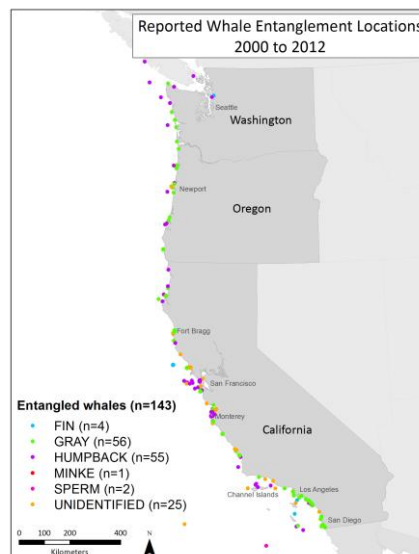 Reported Whale Entanglement Locations
2000 to 2012
Seattle
Washington
Newport
Oregon
Fort Bragg
San Francisco
Monterey
California
Channel Islands
Los Angeles
San Diego
Entangled whales (n=143)
FIN (n=4)
GRAY (n=56)
HUMPBACK (n=55)
MINKE (n=1)
SPERM (n=2)
UNIDENTIFIED (n=25)
0 100 200 400
Kilometers
N